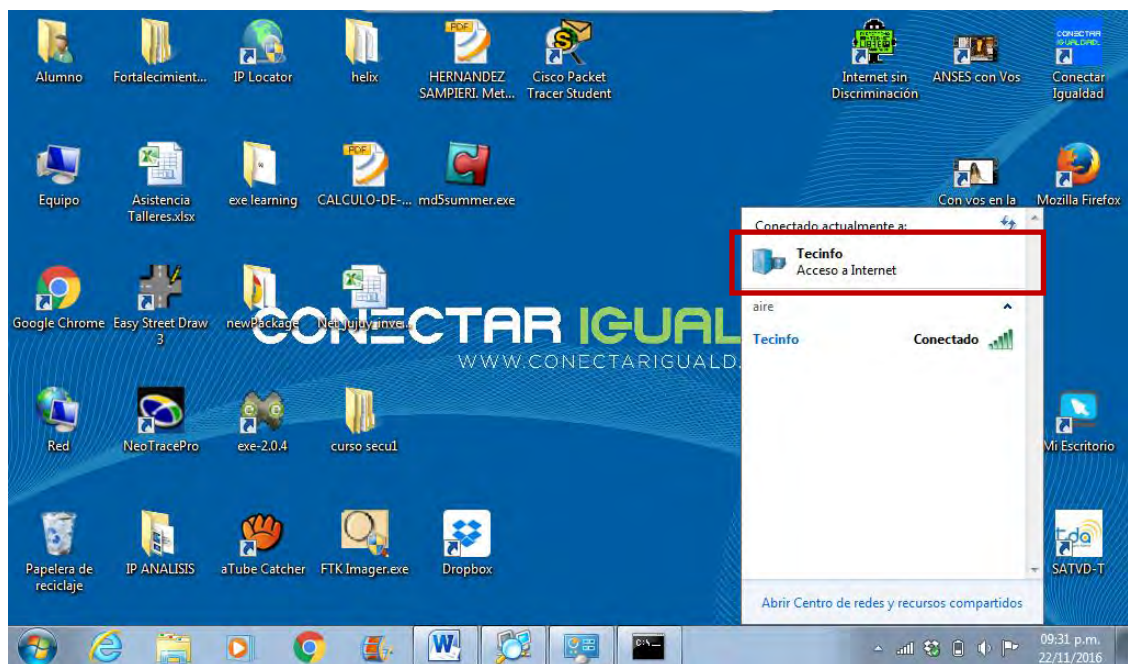 Alumno
Fortalecimient...
IP Locator
helix
HERNANDEZ
SAMPIERI. Met...
Cisco Packet
Tracer Student
Internet sin
Discriminación
ANSES con Vos
CONECTAR
IGUALDAD
Conectar
Igualdad
Equipo
Asistencia
Talleres.xlsx
exe learning
CALCULO-DE-...
md5summer.exe
Con vos en la
Mozilla Firefox
Conectado actualmente a:
Tecinfo
Acceso a Internet
aire
Tecinfo
Conectado
Google Chrome
Easy Street Draw
3
newPackage
Net_jujuy_inve...
CONECTAR IGUAL
WWW.CONECTARIGUALD.
Red
NeoTracePro
exe-2.0.4
curso secu1
Mi Escritorio
Papelera de
reciclaje
IP ANALISIS
aTube Catcher
FTK Imager.exe
Dropbox
tda
SATVD-T
Abrir Centro de redes y recursos compartidos
09:31 p.m.
22/11/2016